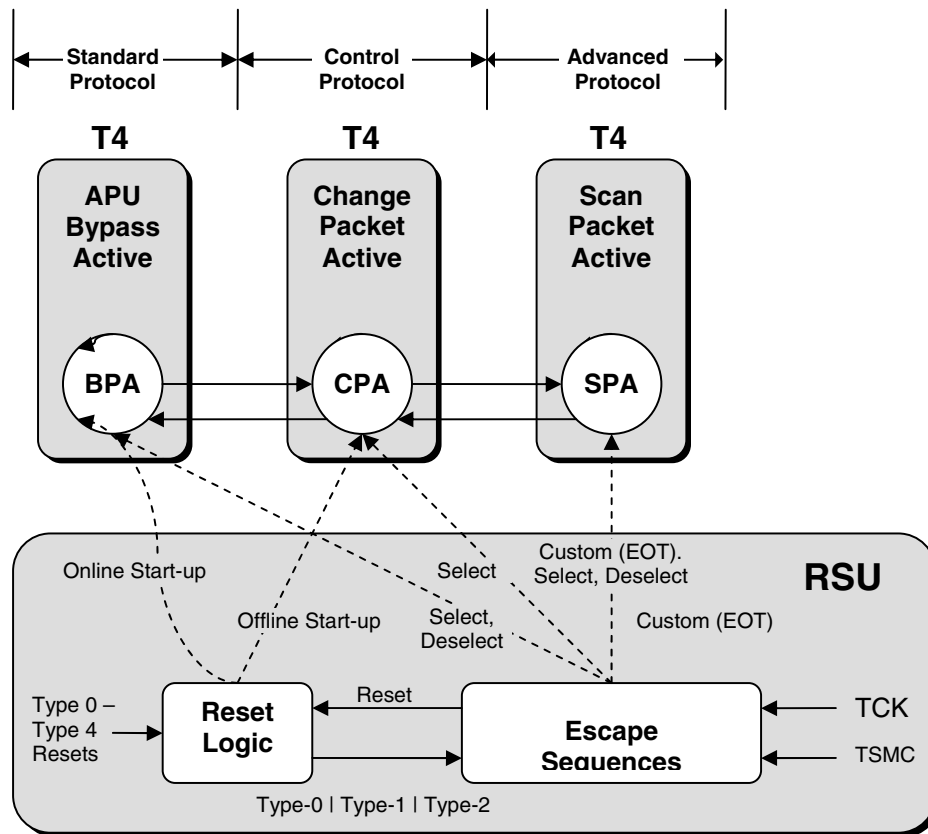 Standard Protocol
Control Protocol
Advanced Protocol
T4
T4
T4
APU
Bypass
Active
Change
Packet
Active
Scan
Packet
Active
BPA
CPA
SPA
Online Start-up
Offline Start-up
Select
Select,
Deselect
Custom (EOT).
Select, Deselect
Custom (EOT)
RSU
Type 0 –
Type 4
Resets
Reset
Logic
Reset
Escape
Sequences
TCK
TSMC
Type-0 | Type-1 | Type-2